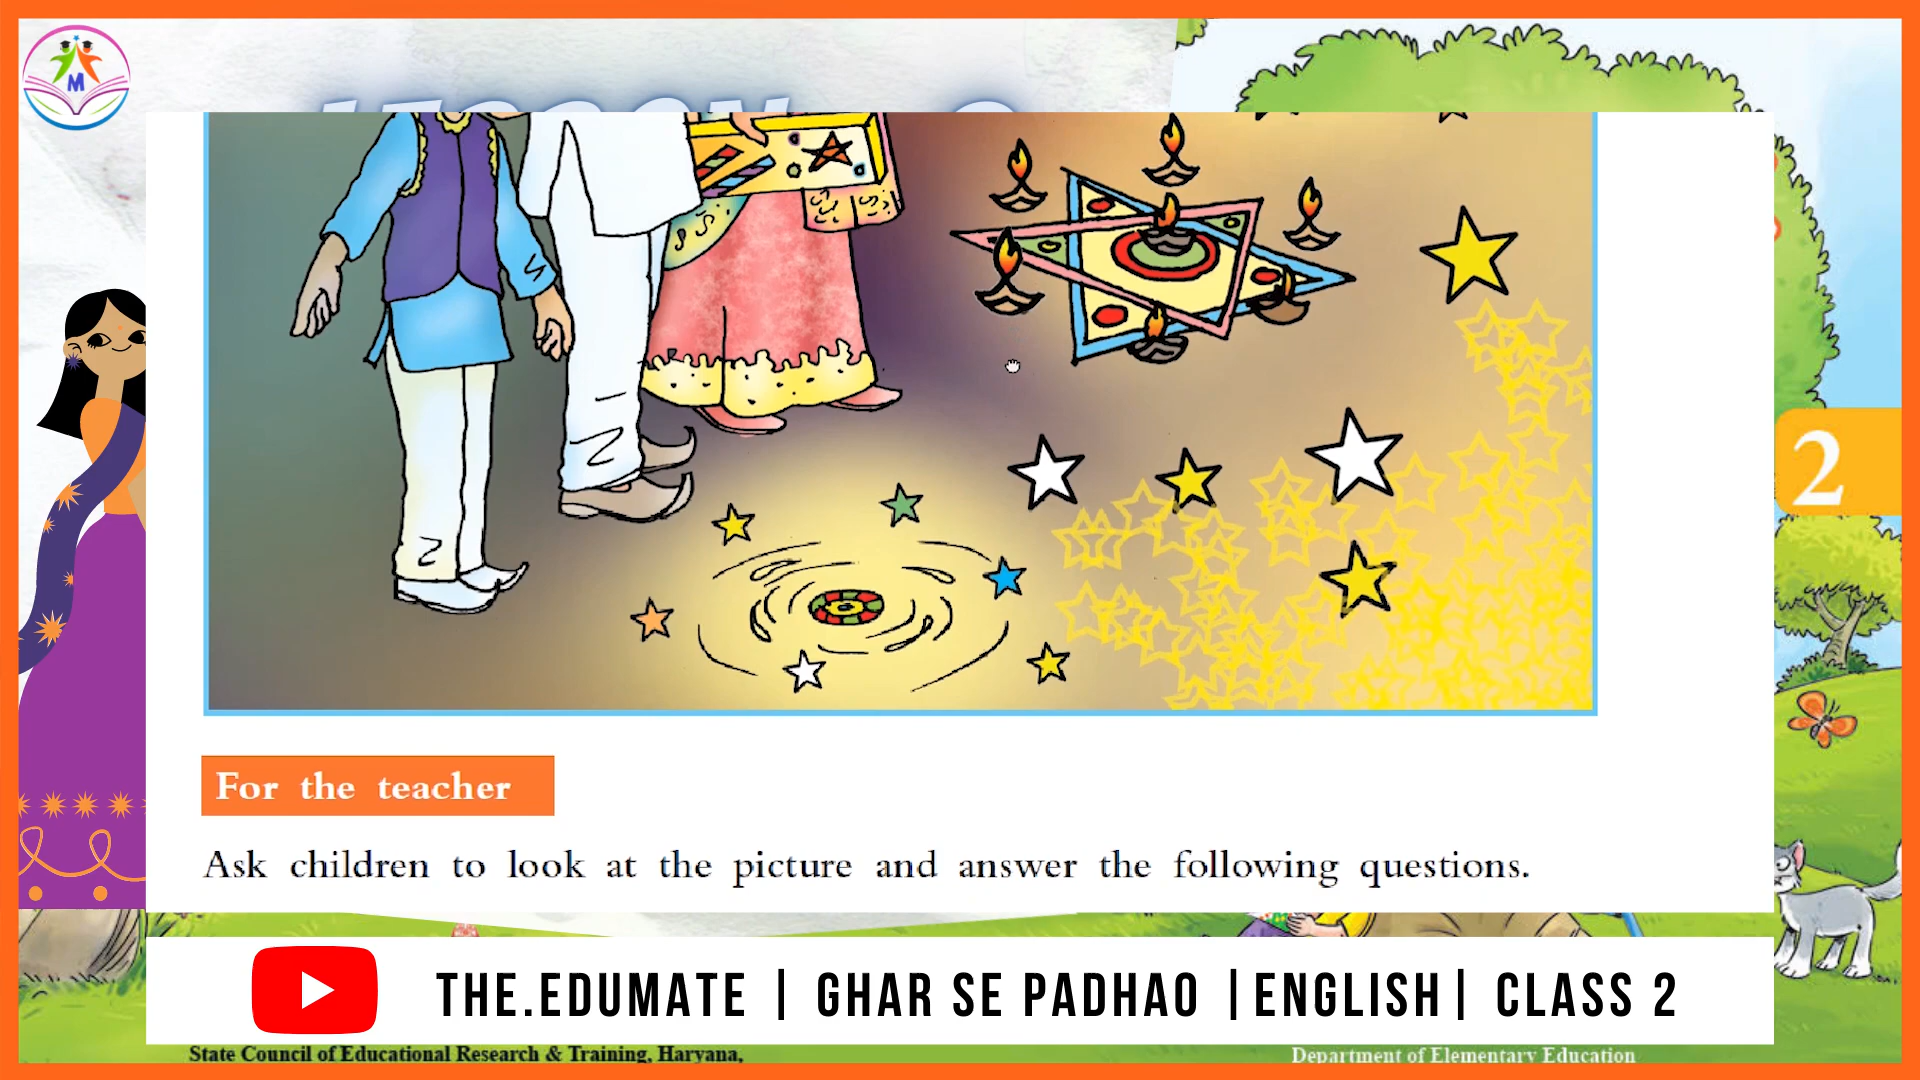 M
2
For the teacher
Ask children to look at the picture and answer the following questions.
THE.EDUMATE | GHAR SE PADHAO |ENGLISH| CLASS 2
State Council of Educational Research & Training, Haryana,
Department of Elementary Education